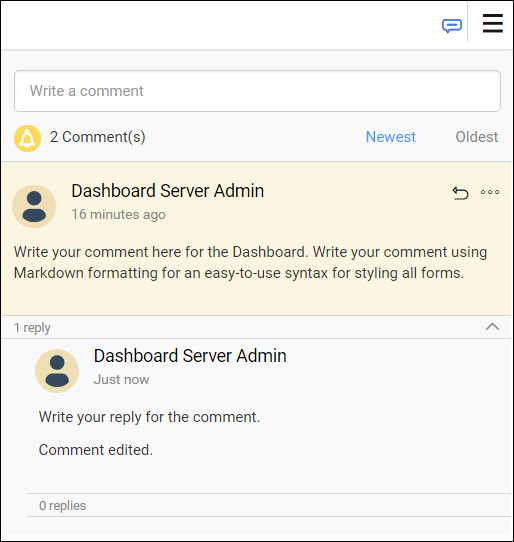 Write a comment
2 Comment(s) Newest Oldest
Dashboard Server Admin
16 minutes ago
Write your comment here for the Dashboard. Write your comment using
Markdown formatting for an easy-to-use syntax for styling all forms.
1 reply
Dashboard Server Admin
Just now
Write your reply for the comment.
Comment edited.
0 replies